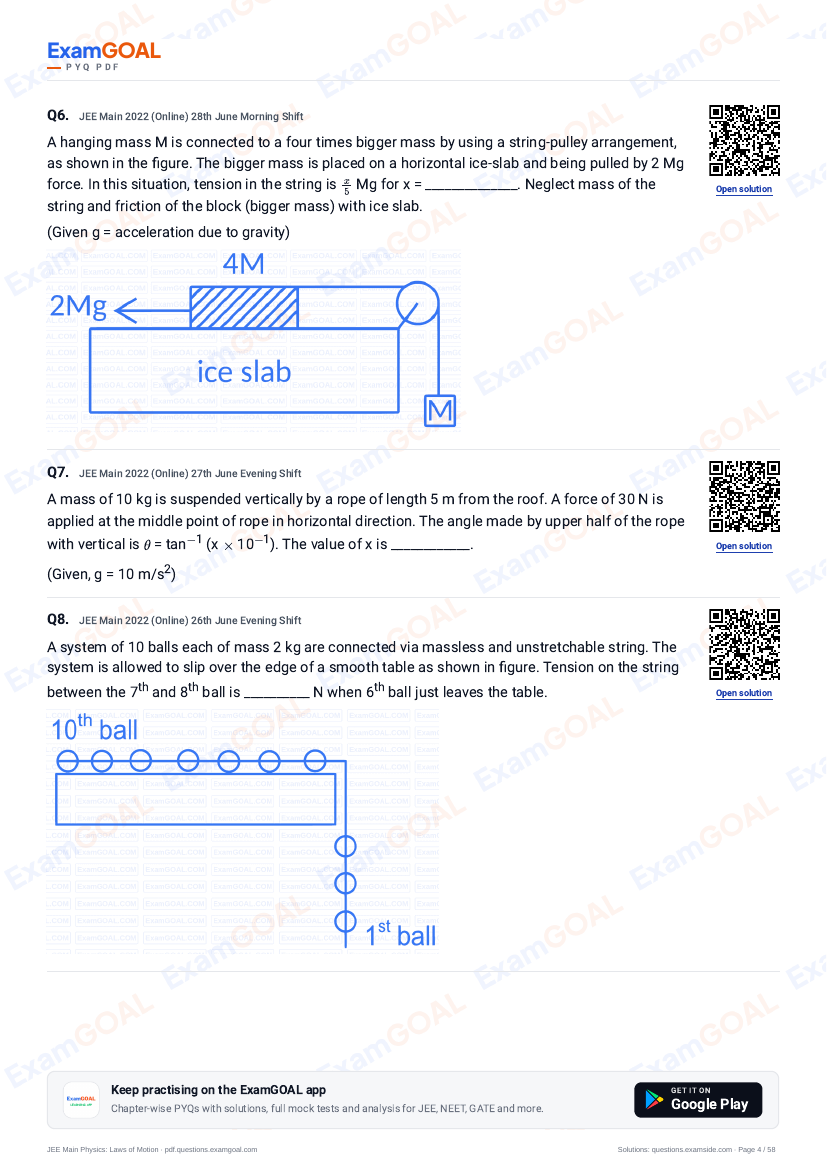 ExamGOAL
PYQ PDF
Q6. JEE Main 2022 (Online) 28th June Morning Shift
A hanging mass M is connected to a four times bigger mass by using a string-pulley arrangement,
as shown in the figure. The bigger mass is placed on a horizontal ice-slab and being pulled by 2 Mg
force. In this situation, tension in the string is x/5 Mg for x = ______________. Neglect mass of the
string and friction of the block (bigger mass) with ice slab.
Open solution
(Given g = acceleration due to gravity)
4M
2Mg
ice slab
M
Q7. JEE Main 2022 (Online) 27th June Evening Shift
A mass of 10 kg is suspended vertically by a rope of length 5 m from the roof. A force of 30 N is
applied at the middle point of rope in horizontal direction. The angle made by upper half of the rope
with vertical is θ = tan⁻¹ (x × 10⁻¹). The value of x is ____________.
Open solution
(Given, g = 10 m/s²)
Q8. JEE Main 2022 (Online) 26th June Evening Shift
A system of 10 balls each of mass 2 kg are connected via massless and unstretchable string. The
system is allowed to slip over the edge of a smooth table as shown in figure. Tension on the string
between the 7th and 8th ball is __________ N when 6th ball just leaves the table.
Open solution
10th ball
1st ball
Keep practising on the ExamGOAL app
Chapter-wise PYQs with solutions, full mock tests and analysis for JEE, NEET, GATE and more.
GET IT ON
Google Play
JEE Main Physics: Laws of Motion · pdf.questions.examgoal.com
Solutions: questions.examside.com · Page 4 / 58